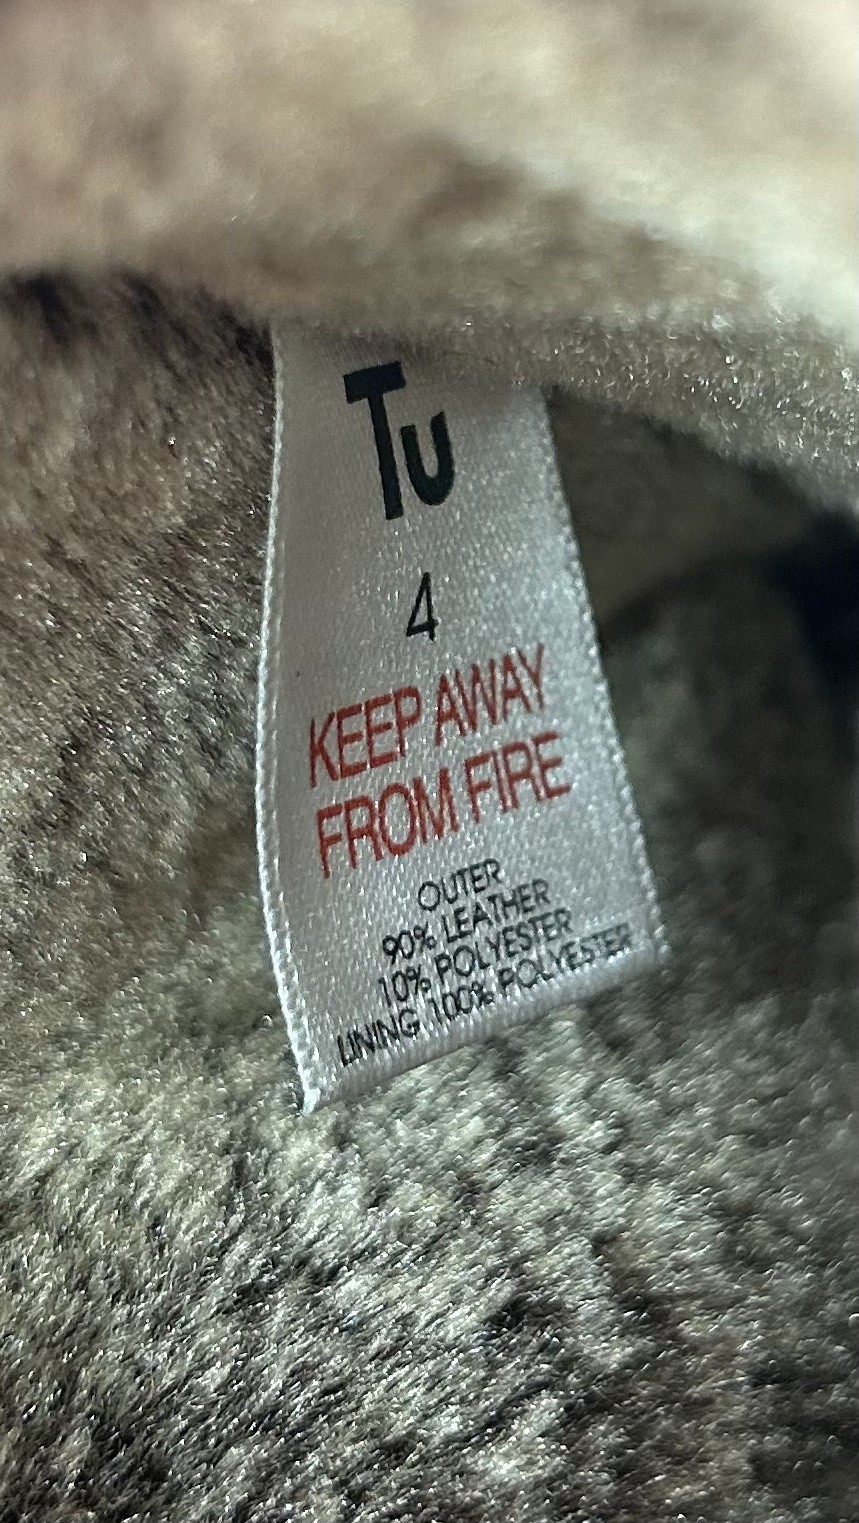 Tu
4
KEEP AWAY
FROM FIRE
OUTER
90% LEATHER
10% POLYESTER
LINING 100% POLYESTER